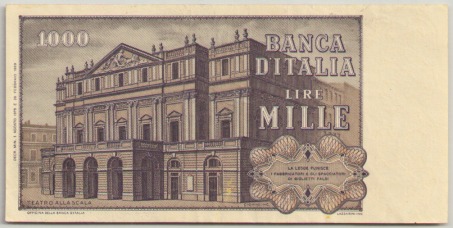 1000
BANCA
D'ITALIA
LIRE
MILLE
LA LEGGE PUNISCE
I FABBRICATORI E GLI SPACCIATORI
DI BIGLIETTI FALSI
TEATRO ALLA SCALA
OFFICINA DELLA BANCA D'ITALIA